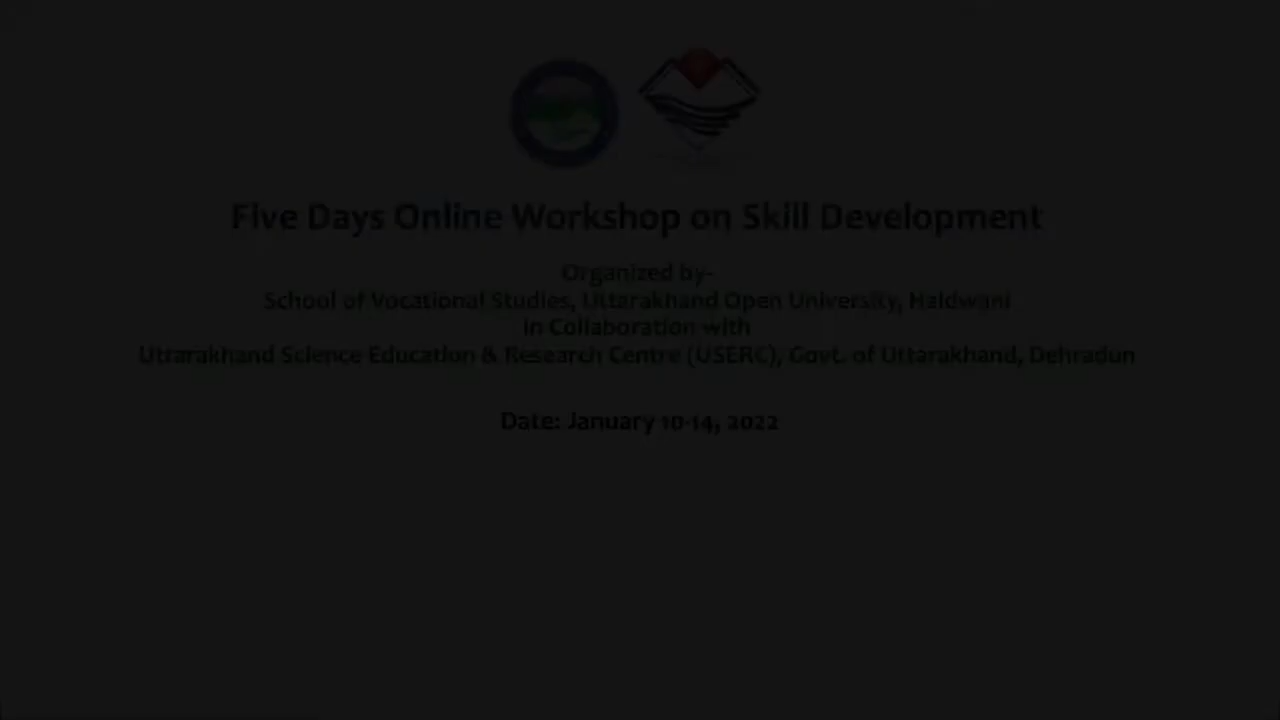 Five Days Online Workshop on Skill Development
Organized by-
School of Vocational Studies, Uttarakhand Open University, Haldwani
in Collaboration with
Uttarakhand Science Education & Research Centre (USERC), Govt. of Uttarakhand, Dehradun
Date: January 10-14, 2022